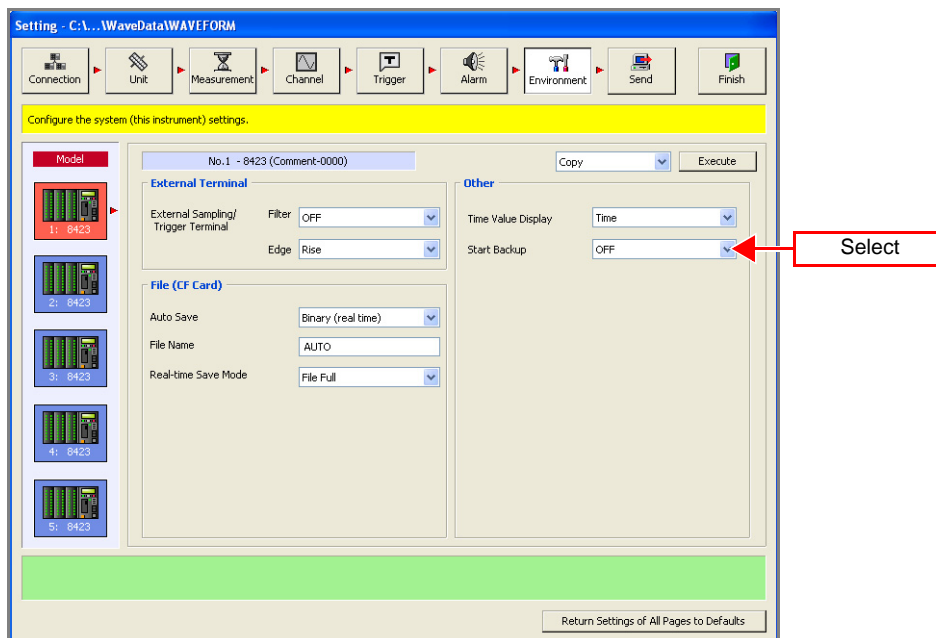 Setting - C:\...\WaveData\WAVEFORM
Connection
Unit
Measurement
Channel
Trigger
Alarm
Environment
Send
Finish
Configure the system (this instrument) settings.
Model
1: 8423
2: 8423
3: 8423
4: 8423
5: 8423
No.1 - 8423 (Comment-0000)
Copy
Execute
External Terminal
External Sampling/
Trigger Terminal
Filter OFF
Edge Rise
File (CF Card)
Auto Save Binary (real time)
File Name AUTO
Real-time Save Mode File Full
Other
Time Value Display Time
Start Backup OFF
Select
Return Settings of All Pages to Defaults